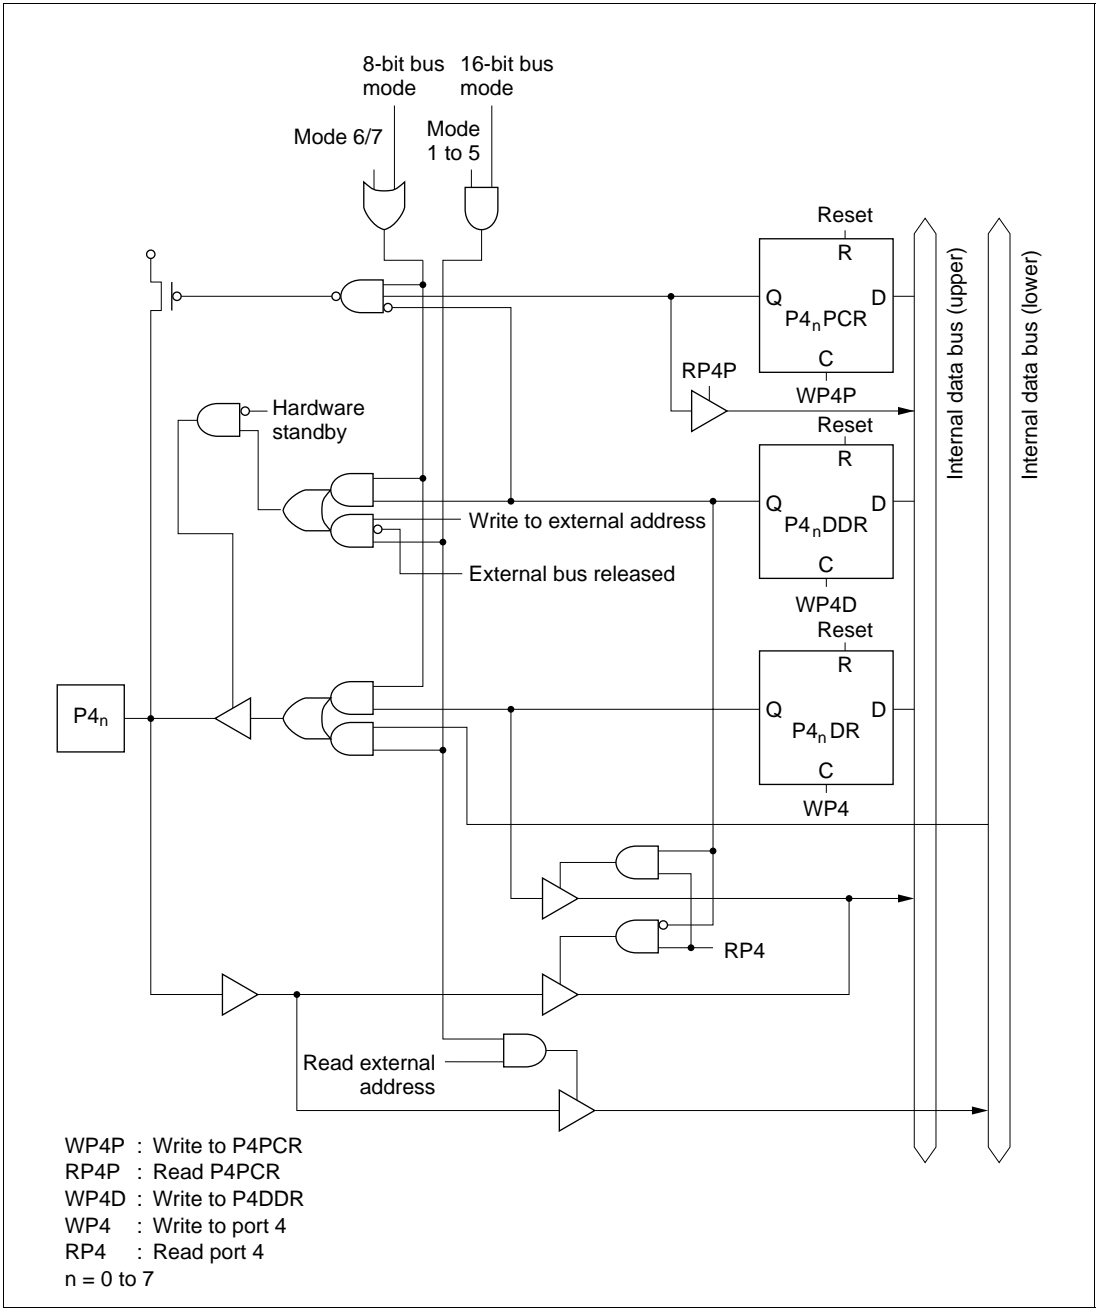 8-bit bus mode
16-bit bus mode
Mode 6/7
Mode 1 to 5
Reset
R
Q
D
P4nPCR
C
WP4P
RP4P
Hardware standby
Reset
R
Q
D
P4nDDR
C
WP4D
Write to external address
External bus released
Reset
R
Q
D
P4nDR
C
WP4
P4n
RP4
Read external address
Internal data bus (upper)
Internal data bus (lower)
WP4P : Write to P4PCR
RP4P : Read P4PCR
WP4D : Write to P4DDR
WP4 : Write to port 4
RP4 : Read port 4
n = 0 to 7